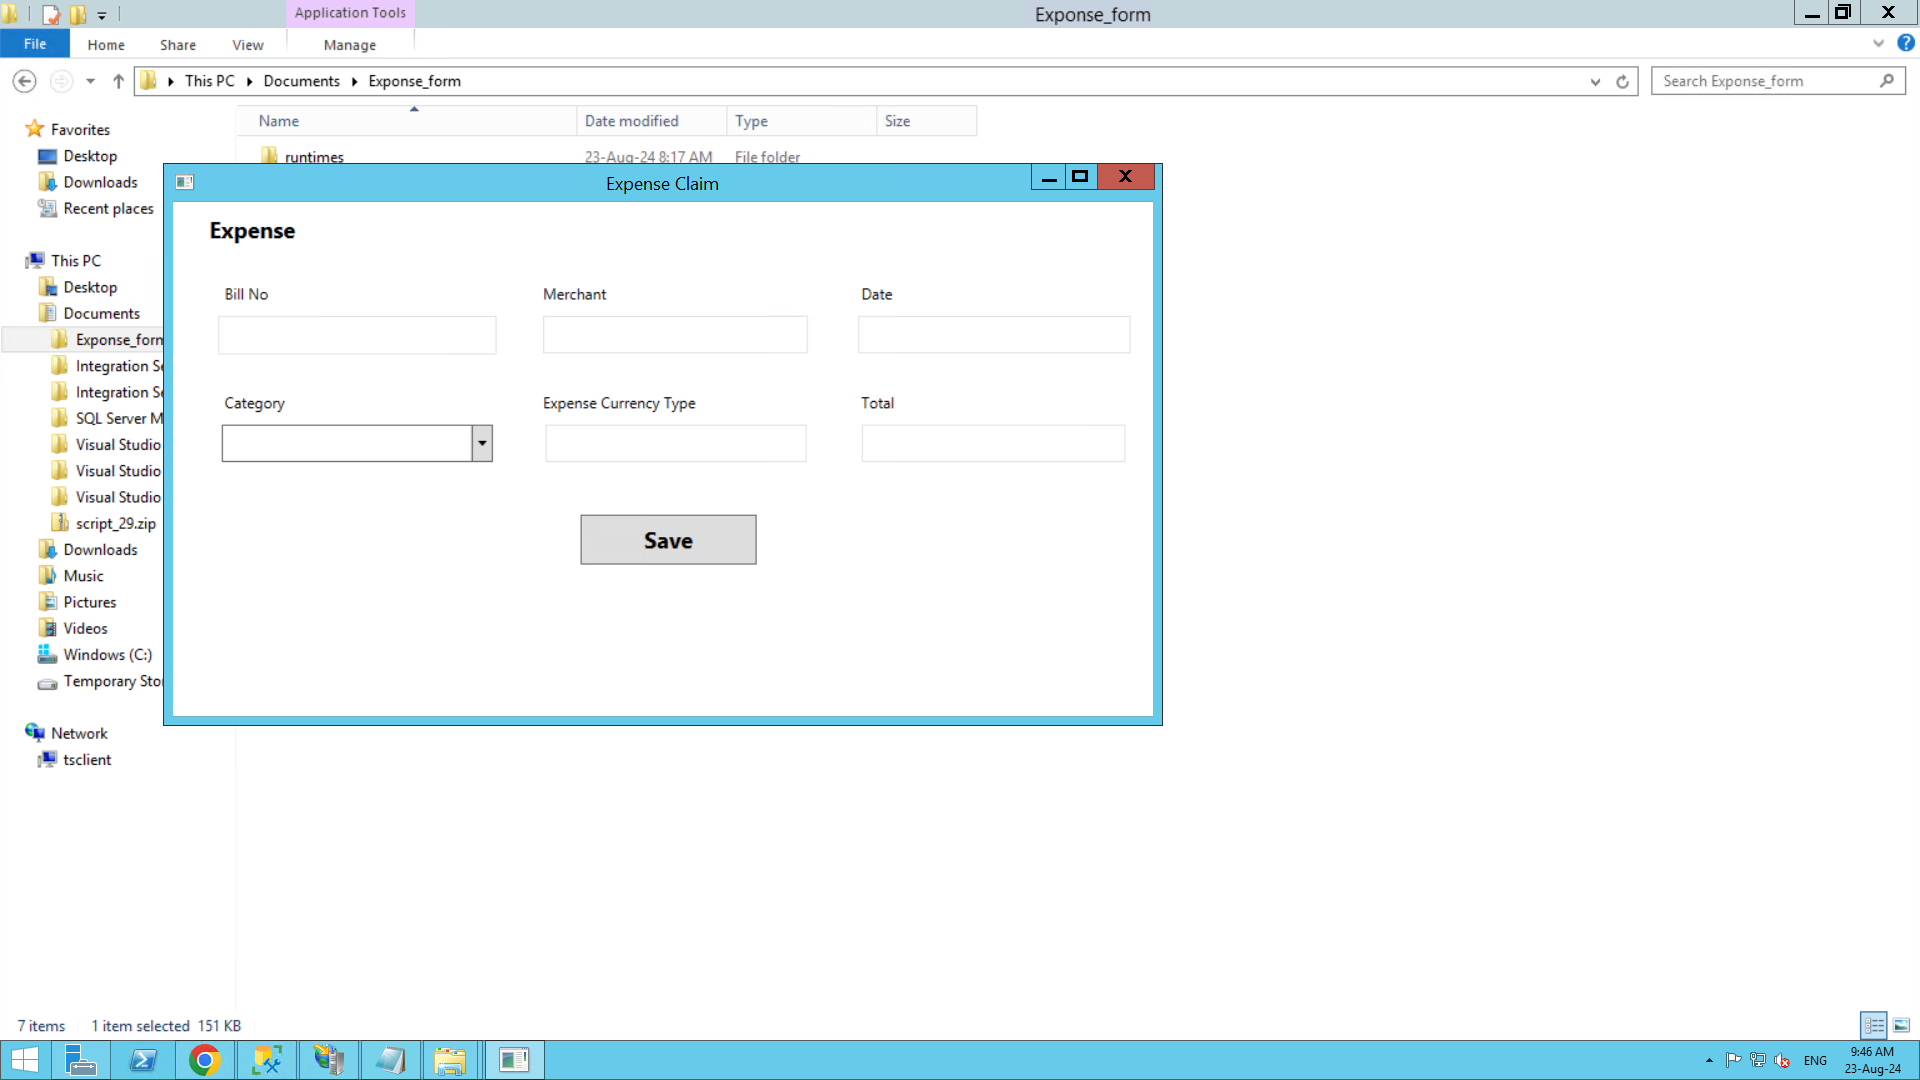 Application Tools
Exponse_form
File
Home
Share
View
Manage
This PC
Documents
Exponse_form
Search Exponse_form
Name
Date modified
Type
Size
runtimes
23-Aug-24 8:17 AM
File folder
Favorites
Desktop
Downloads
Recent places
This PC
Desktop
Documents
Exponse_form
Integration Se
Integration Se
SQL Server M
Visual Studio
Visual Studio
Visual Studio
script_29.zip
Downloads
Music
Pictures
Videos
Windows (C:)
Temporary Stor
Network
tsclient
Expense Claim
Expense
Bill No
Merchant
Date
Category
Expense Currency Type
Total
Save
7 items
1 item selected 151 KB
ENG
9:46 AM
23-Aug-24